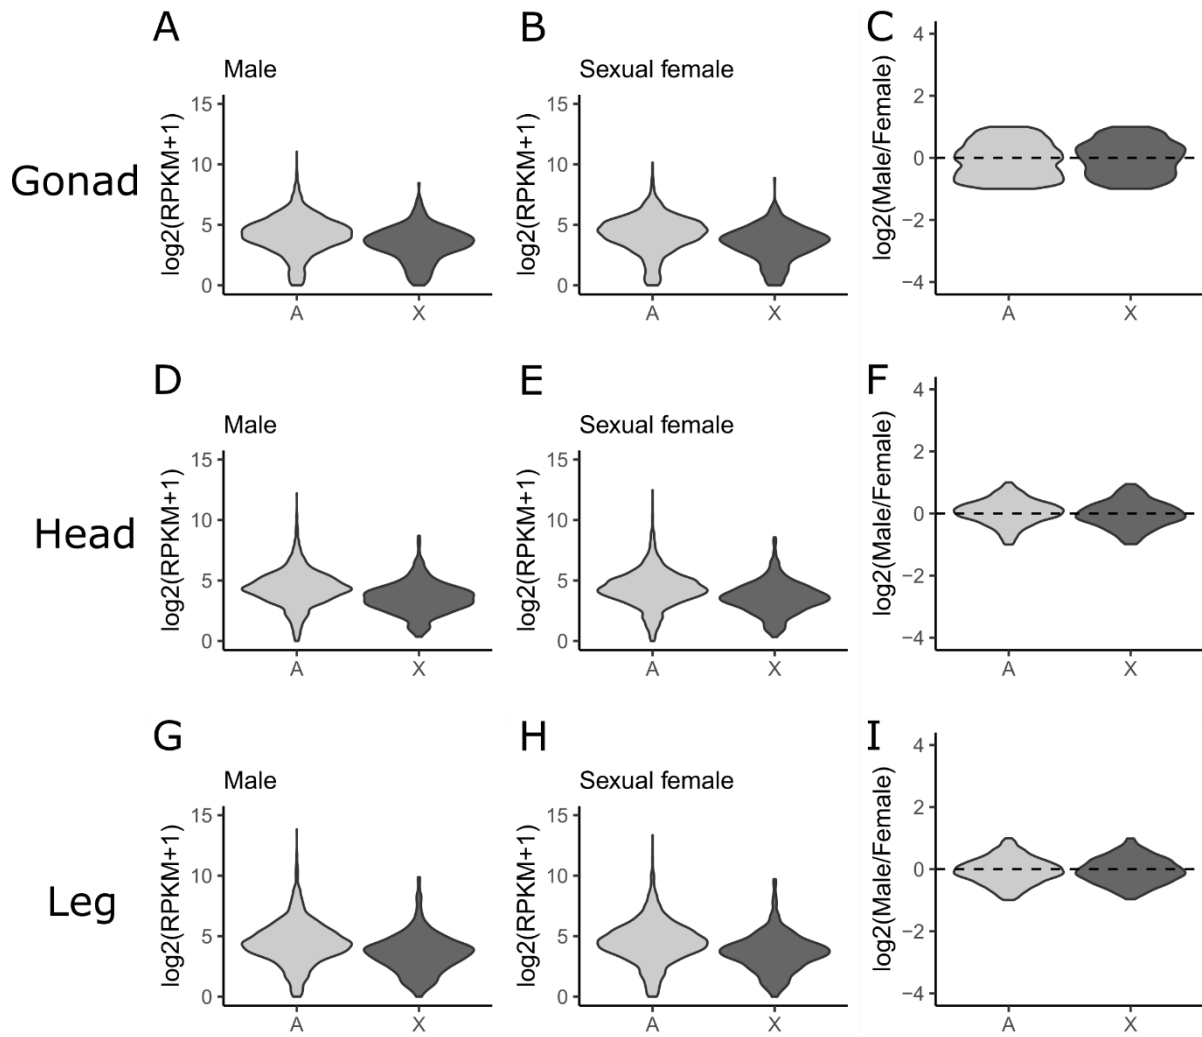 A
B
C
Male
Sexual female
Gonad
log2(RPKM+1)
15
10
5
0
A
X
log2(RPKM+1)
15
10
5
0
A
X
log2(Male/Female)
4
2
0
−2
−4
A
X
D
E
F
Male
Sexual female
Head
log2(RPKM+1)
15
10
5
0
A
X
log2(RPKM+1)
15
10
5
0
A
X
log2(Male/Female)
4
2
0
−2
−4
A
X
G
H
I
Male
Sexual female
Leg
log2(RPKM+1)
15
10
5
0
A
X
log2(RPKM+1)
15
10
5
0
A
X
log2(Male/Female)
4
2
0
−2
−4
A
X